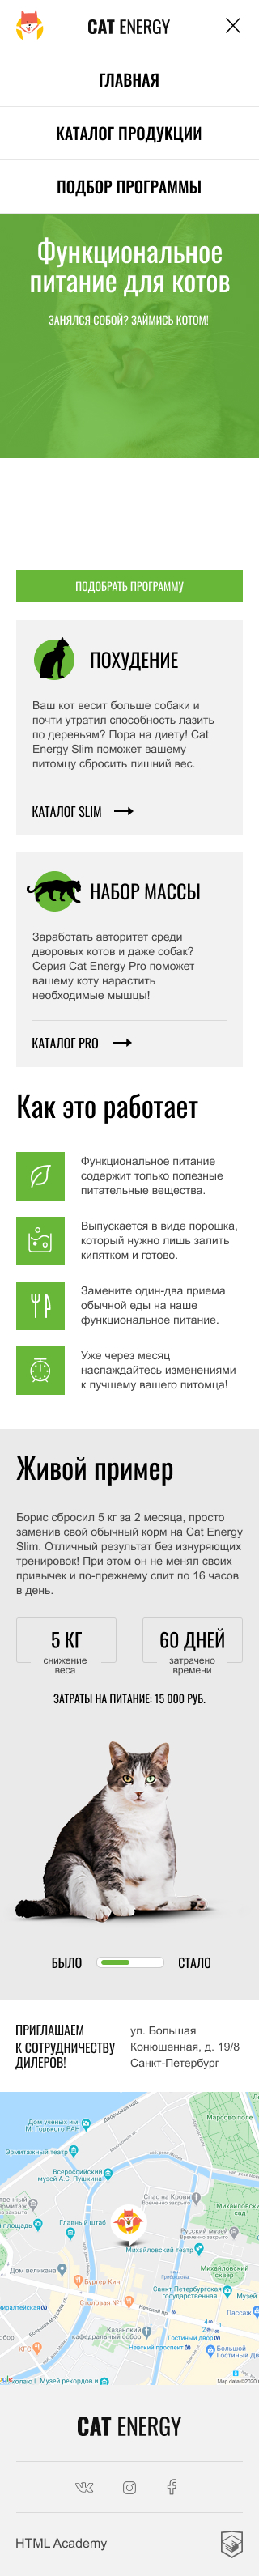 CAT ENERGY
ГЛАВНАЯ
КАТАЛОГ ПРОДУКЦИИ
ПОДБОР ПРОГРАММЫ
Функциональное
питание для котов
ЗАНЯЛСЯ СОБОЙ? ЗАЙМИСЬ КОТОМ!
ПОДОБРАТЬ ПРОГРАММУ
ПОХУДЕНИЕ
Ваш кот весит больше собаки и
почти утратил способность лазить
по деревьям? Пора на диету! Cat
Energy Slim поможет вашему
питомцу сбросить лишний вес.
КАТАЛОГ SLIM
НАБОР МАССЫ
Заработать авторитет среди
дворовых котов и даже собак?
Серия Cat Energy Pro поможет
вашему коту нарастить
необходимые мышцы!
КАТАЛОГ PRO
Как это работает
Функциональное питание
содержит только полезные
питательные вещества.
Выпускается в виде порошка,
который нужно лишь залить
кипятком и готово.
Замените один-два приема
обычной еды на наше
функциональное питание.
Уже через месяц
наслаждайтесь изменениями
к лучшему вашего питомца!
Живой пример
Борис сбросил 5 кг за 2 месяца, просто
заменив свой обычный корм на Cat Energy
Slim. Отличный результат без изнуряющих
тренировок! При этом он не менял своих
привычек и по-прежнему спит по 16 часов
в день.
5 КГ
снижение
веса
60 ДНЕЙ
затрачено
времени
ЗАТРАТЫ НА ПИТАНИЕ: 15 000 РУБ.
БЫЛО
СТАЛО
ПРИГЛАШАЕМ
К СОТРУДНИЧЕСТВУ
ДИЛЕРОВ!
ул. Большая
Конюшенная, д. 19/8
Санкт-Петербург
Марсово поле
Дом учёных им.
М. Горького РАН
Эрмитажный театр
Всероссийский
музей А.С. Пушкина
Спас на Крови
Временно закрыто
Зимний
Временно закрыто
Михайловский
сад
площадь
Главный штаб
Русский музей
Временно закрыто
Михайловский театр
Дом великана
Михайловский
сквер
Бургер Кинг
Санкт-Петербургская
государственная...
Столовая №1
Музей
Пассаж
Казанский
кафедральный собор
Гостиный двор
Невский проспект
KFC
Большой
Гостиный Дв
Музей рекордов и
Map data ©2020
CAT ENERGY
HTML Academy